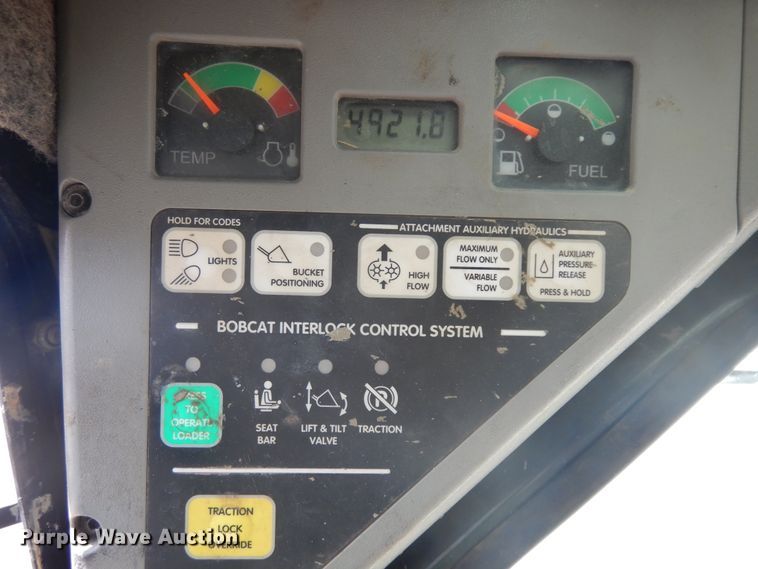 4921.8
TEMP
FUEL
HOLD FOR CODES
ATTACHMENT AUXILIARY HYDRAULICS
LIGHTS
BUCKET
POSITIONING
HIGH
FLOW
MAXIMUM
FLOW ONLY
VARIABLE
FLOW
AUXILIARY
PRESSURE
RELEASE
PRESS & HOLD
BOBCAT INTERLOCK CONTROL SYSTEM
PRESS
TO
OPERATE
LOADER
SEAT
BAR
LIFT & TILT
VALVE
TRACTION
TRACTION
LOCK
OVERRIDE
Purple Wave Auction